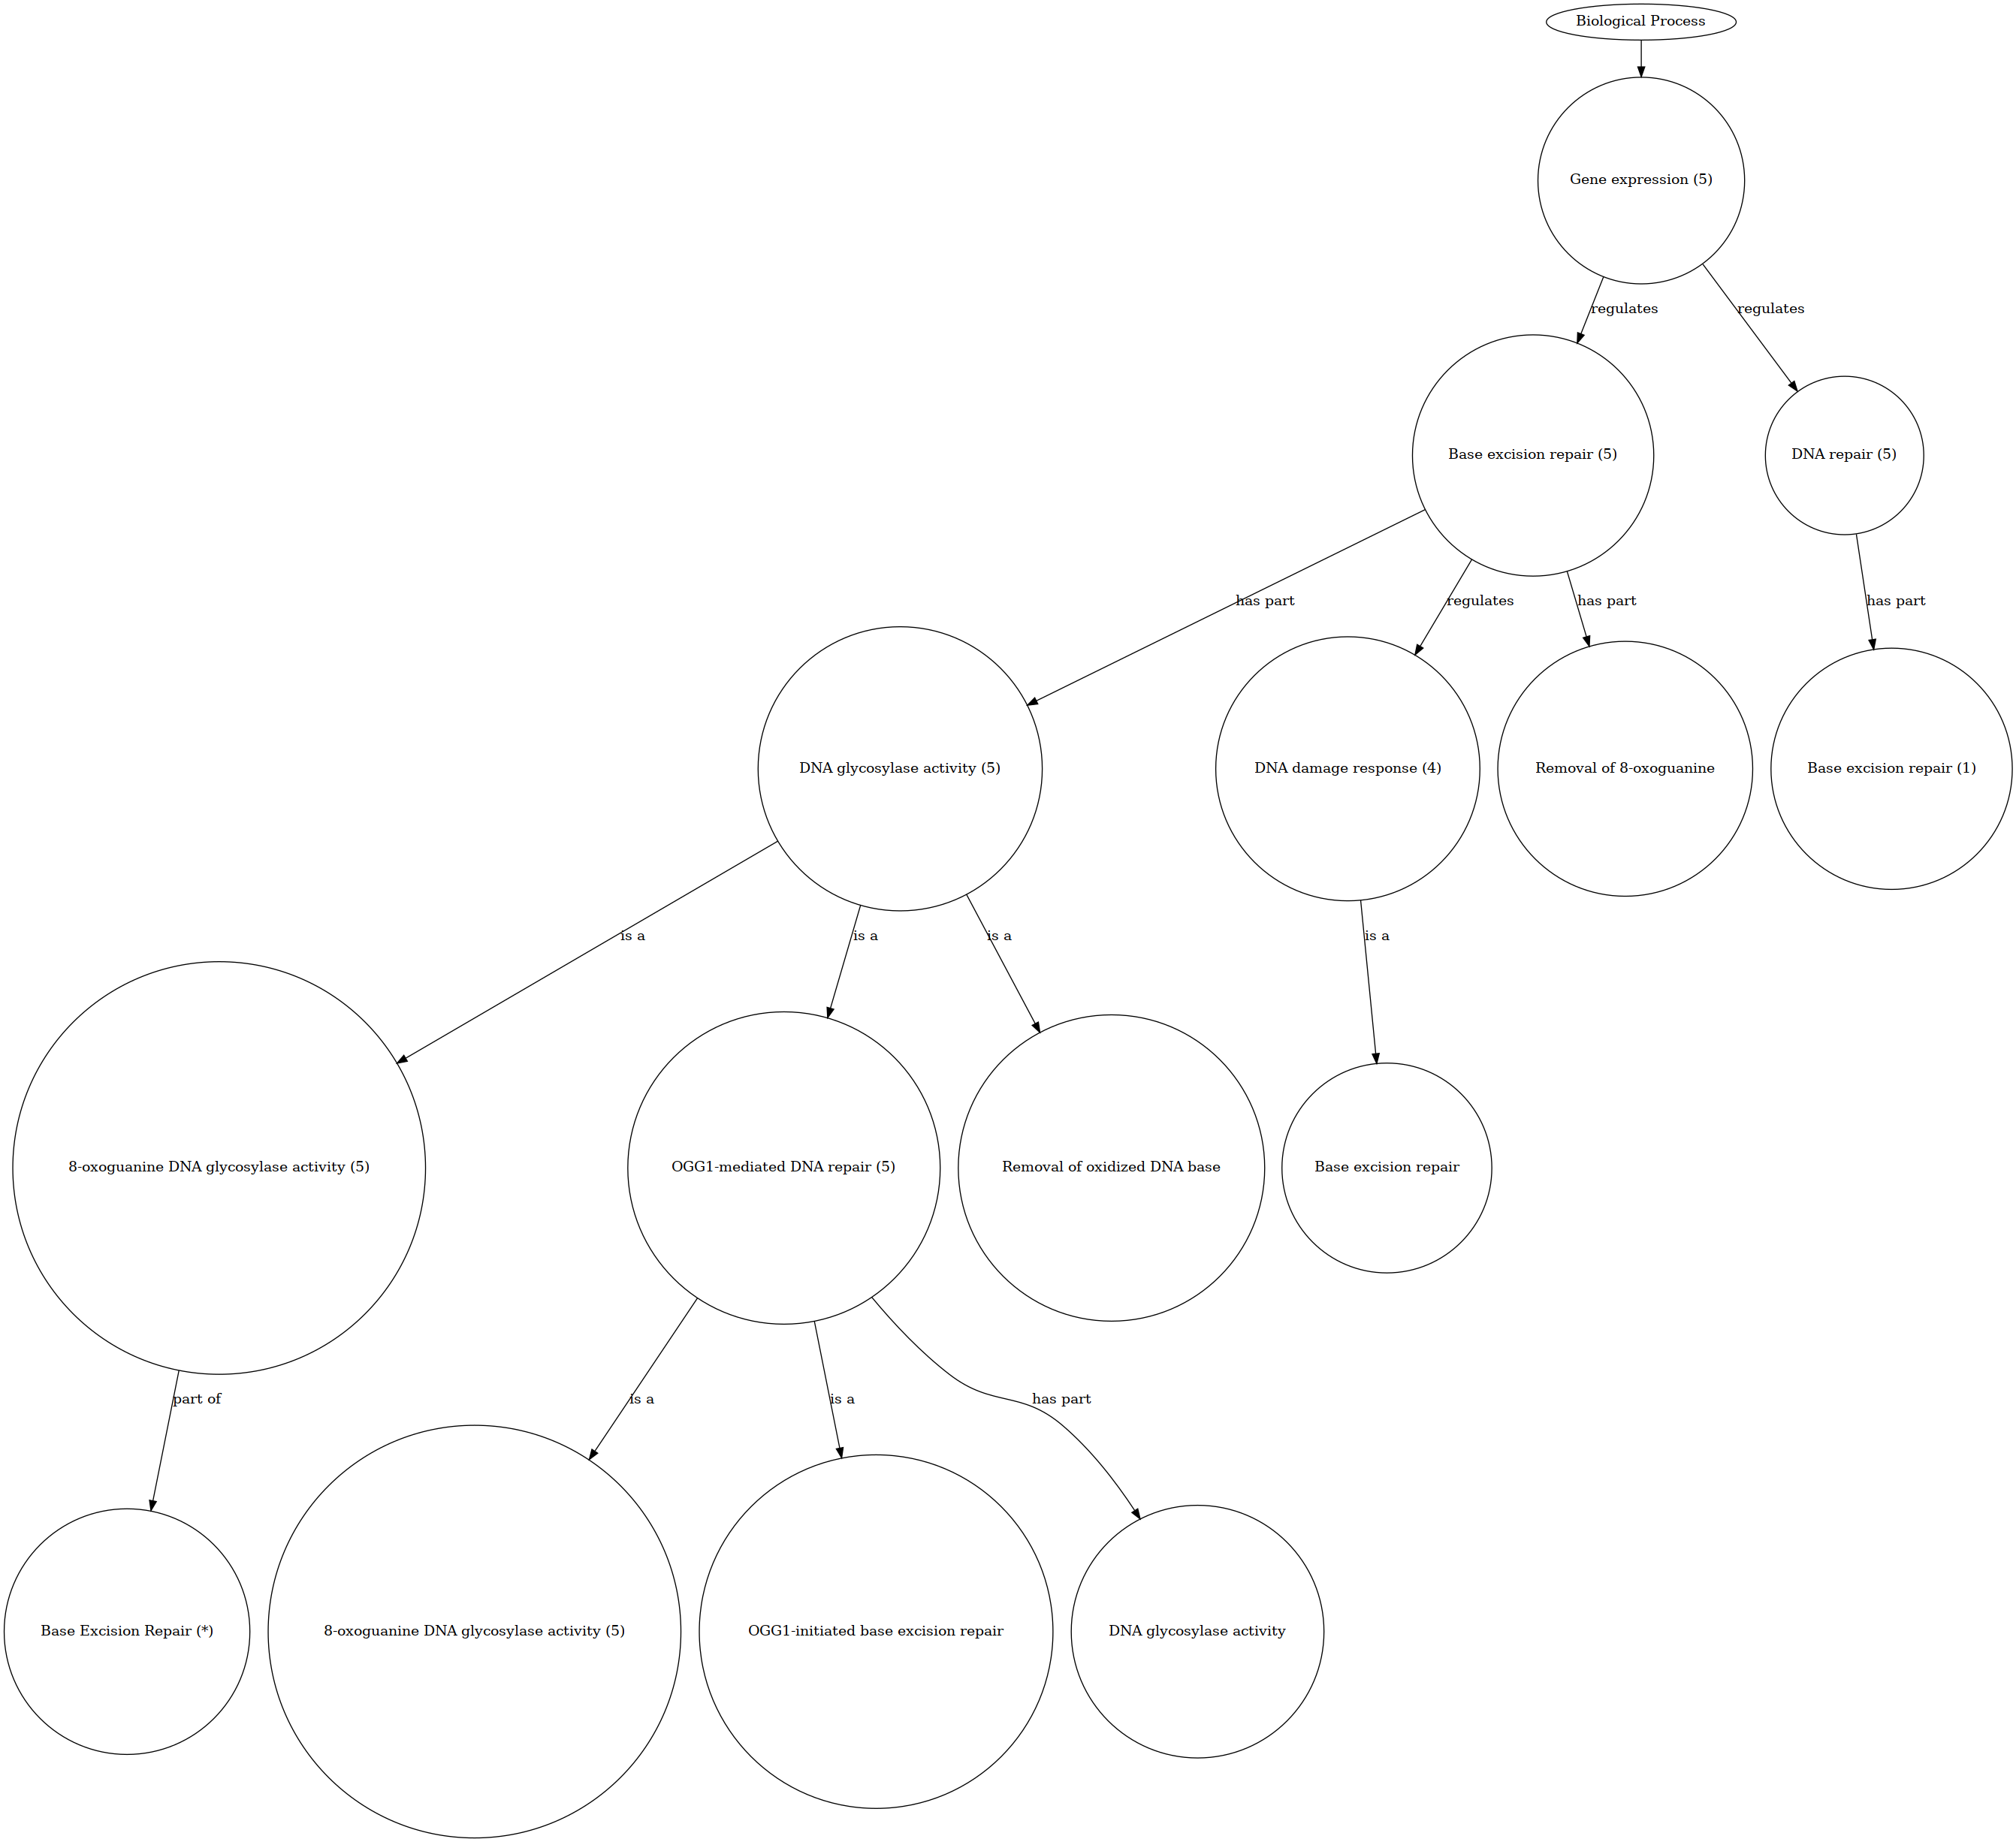 Biological Process
Gene expression (5)
regulates
regulates
Base excision repair (5)
DNA repair (5)
has part
regulates
has part
has part
DNA glycosylase activity (5)
DNA damage response (4)
Removal of 8-oxoguanine
Base excision repair (1)
is a
is a
is a
is a
8-oxoguanine DNA glycosylase activity (5)
OGG1-mediated DNA repair (5)
Removal of oxidized DNA base
Base excision repair
part of
is a
is a
has part
Base Excision Repair (*)
8-oxoguanine DNA glycosylase activity (5)
OGG1-initiated base excision repair
DNA glycosylase activity